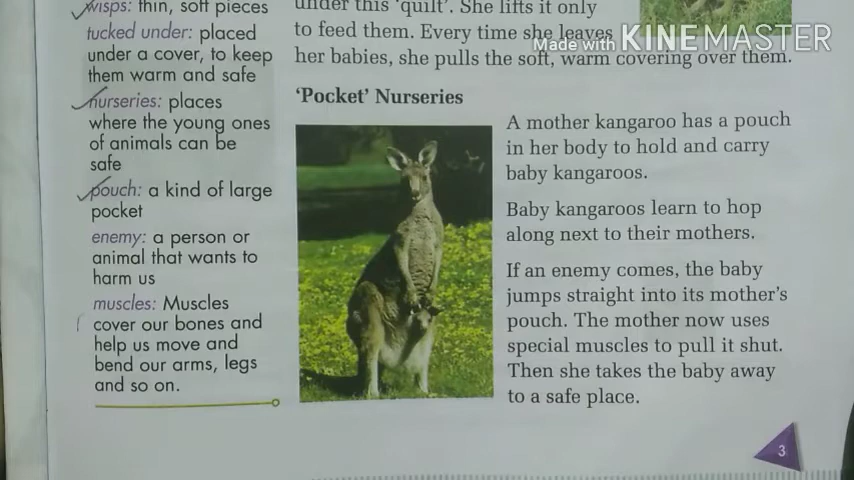 wisps: thin, soft pieces
tucked under: placed
under a cover, to keep
them warm and safe
nurseries: places
where the young ones
of animals can be
safe
pouch: a kind of large
pocket
enemy: a person or
animal that wants to
harm us
muscles: Muscles
cover our bones and
help us move and
bend our arms, legs
and so on.
under this 'quilt'. She lifts it only
to feed them. Every time she leaves
her babies, she pulls the soft, warm covering over them.
Made with KINEMASTER
'Pocket' Nurseries
A mother kangaroo has a pouch
in her body to hold and carry
baby kangaroos.
Baby kangaroos learn to hop
along next to their mothers.
If an enemy comes, the baby
jumps straight into its mother's
pouch. The mother now uses
special muscles to pull it shut.
Then she takes the baby away
to a safe place.
3